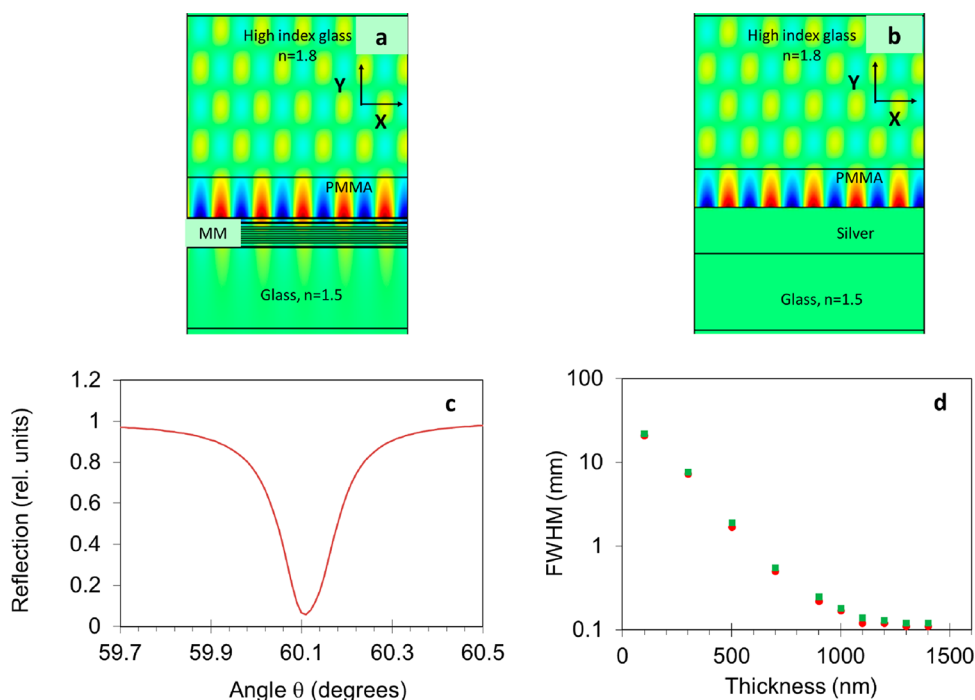 High index glass
n=1.8
a
Y
X
PMMA
MM
Glass, n=1.5
High index glass
n=1.8
b
Y
X
PMMA
Silver
Glass, n=1.5
1.2
1
0.8
0.6
0.4
0.2
0
Reflection (rel. units)
c
59.7 59.9 60.1 60.3 60.5
Angle θ (degrees)
100
10
1
0.1
FWHM (mm)
d
0 500 1000 1500
Thickness (nm)